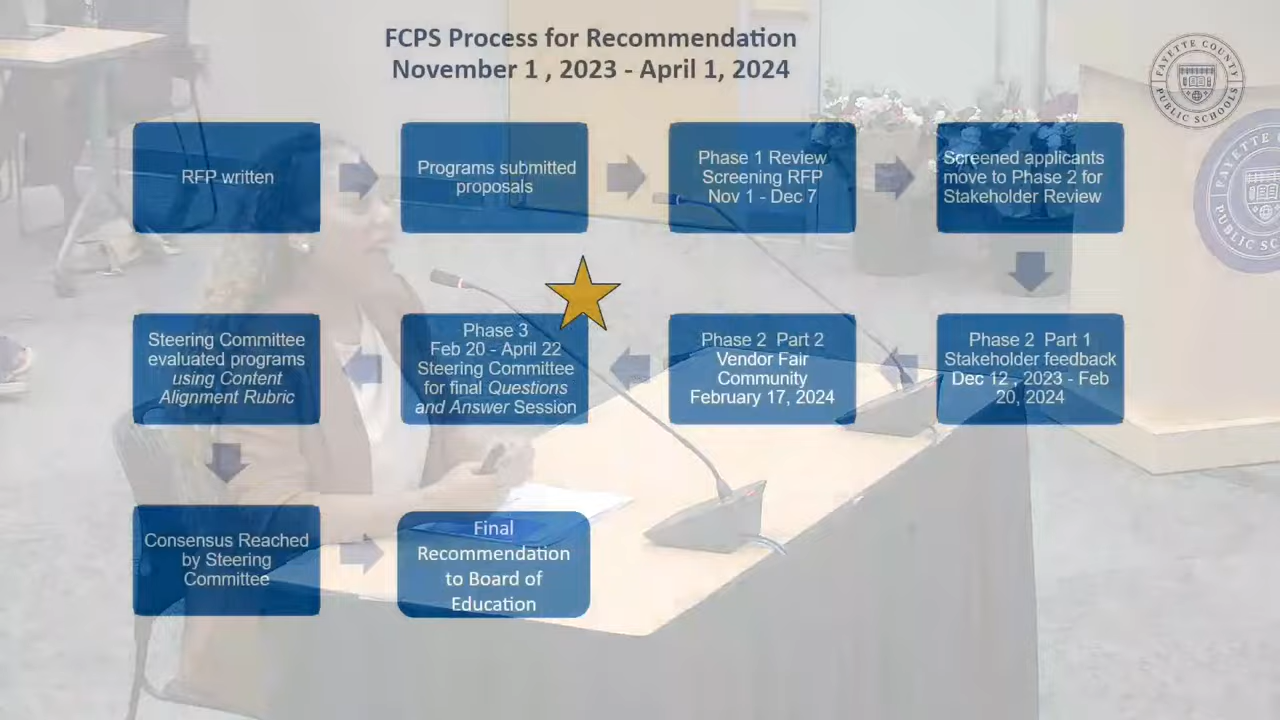 FCPS Process for Recommendation
November 1 , 2023 - April 1, 2024
FAYETTE COUNTY
PUBLIC SCHOOLS
RFP written
Programs submitted
proposals
Phase 1 Review
Screening RFP
Nov 1 - Dec 7
Screened applicants
move to Phase 2 for
Stakeholder Review
Phase 2 Part 1
Stakeholder feedback
Dec 12 , 2023 - Feb
20, 2024
Phase 2 Part 2
Vendor Fair
Community
February 17, 2024
Phase 3
Feb 20 - April 22
Steering Committee
for final Questions
and Answer Session
Steering Committee
evaluated programs
using Content
Alignment Rubric
Consensus Reached
by Steering
Committee
Final
Recommendation
to Board of
Education